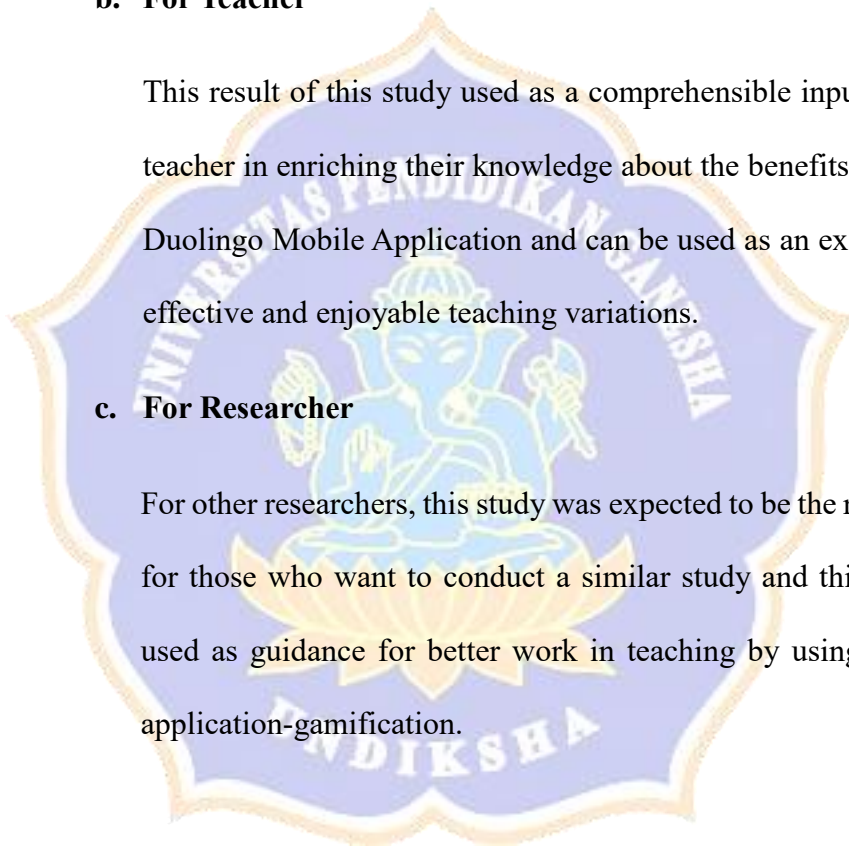 b. For Teacher
This result of this study used as a comprehensible
teacher in enriching their knowledge about the benefits
Duolingo Mobile Application and can be used as an
effective and enjoyable teaching variations.
c. For Researcher
For other researchers, this study was expected to be the
for those who want to conduct a similar study and
used as guidance for better work in teaching by using
application-gamification.
UNIVERSITAS PENDIDIKAN GANESHA
UNDIKSHA